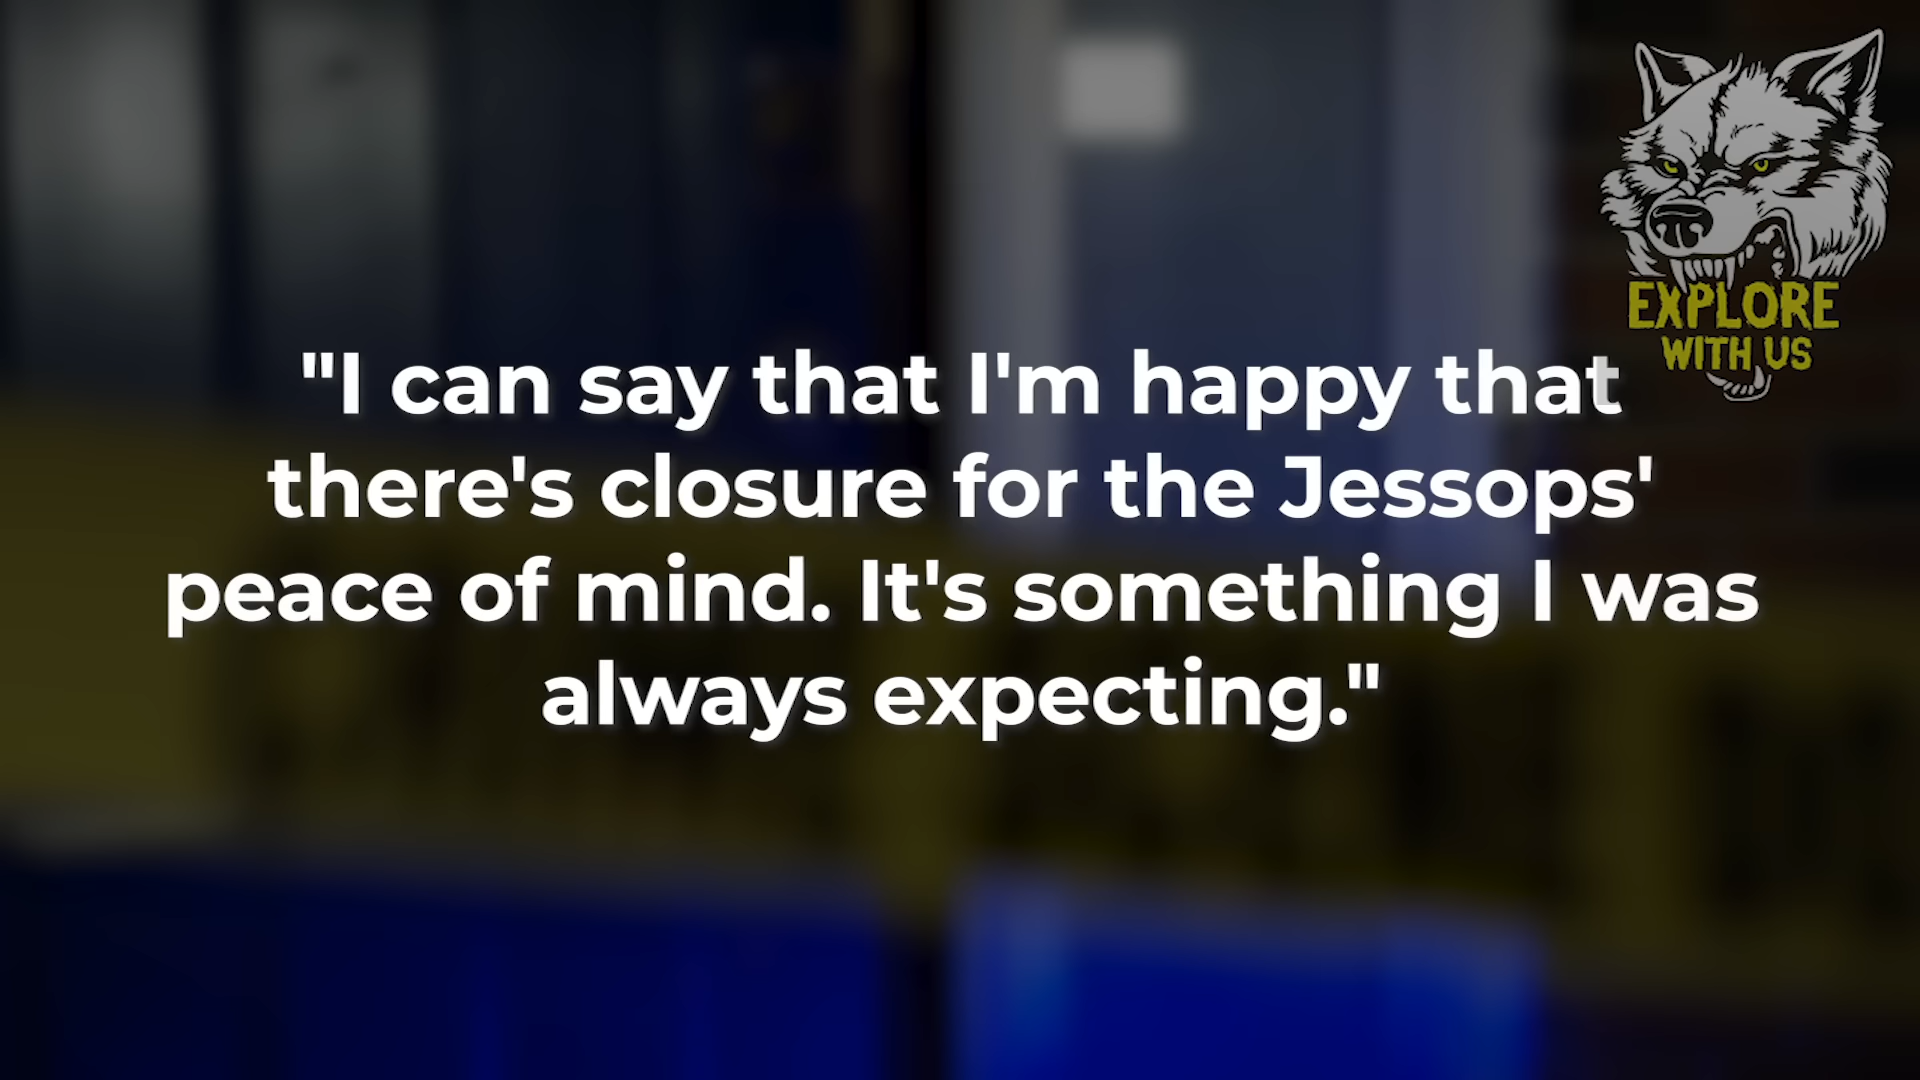 EXPLORE
WITH US
"I can say that I'm happy that
there's closure for the Jessops'
peace of mind. It's something I was
always expecting."